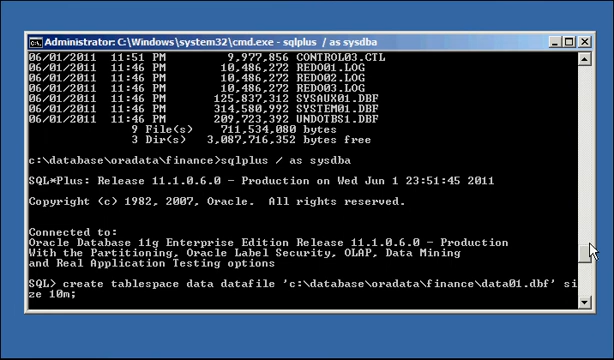 Administrator: C:\Windows\system32\cmd.exe - sqlplus / as sysdba
06/01/2011  11:51 PM         9,977,856 CONTROL03.CTL
06/01/2011  11:46 PM        10,486,272 REDO01.LOG
06/01/2011  11:46 PM        10,486,272 REDO02.LOG
06/01/2011  11:46 PM        10,486,272 REDO03.LOG
06/01/2011  11:46 PM       125,837,312 SYSAUX01.DBF
06/01/2011  11:46 PM       314,580,992 SYSTEM01.DBF
06/01/2011  11:46 PM       209,723,392 UNDOTBS1.DBF
9 File(s)    711,534,080 bytes
3 Dir(s)   3,087,716,352 bytes free
c:\database\oradata\finance>sqlplus / as sysdba
SQL*Plus: Release 11.1.0.6.0 - Production on Wed Jun 1 23:51:45 2011
Copyright (c) 1982, 2007, Oracle.  All rights reserved.
Connected to:
Oracle Database 11g Enterprise Edition Release 11.1.0.6.0 - Production
With the Partitioning, Oracle Label Security, OLAP, Data Mining
and Real Application Testing options
SQL> create tablespace data datafile 'c:\database\oradata\finance\data01.dbf' si
ze 10m;